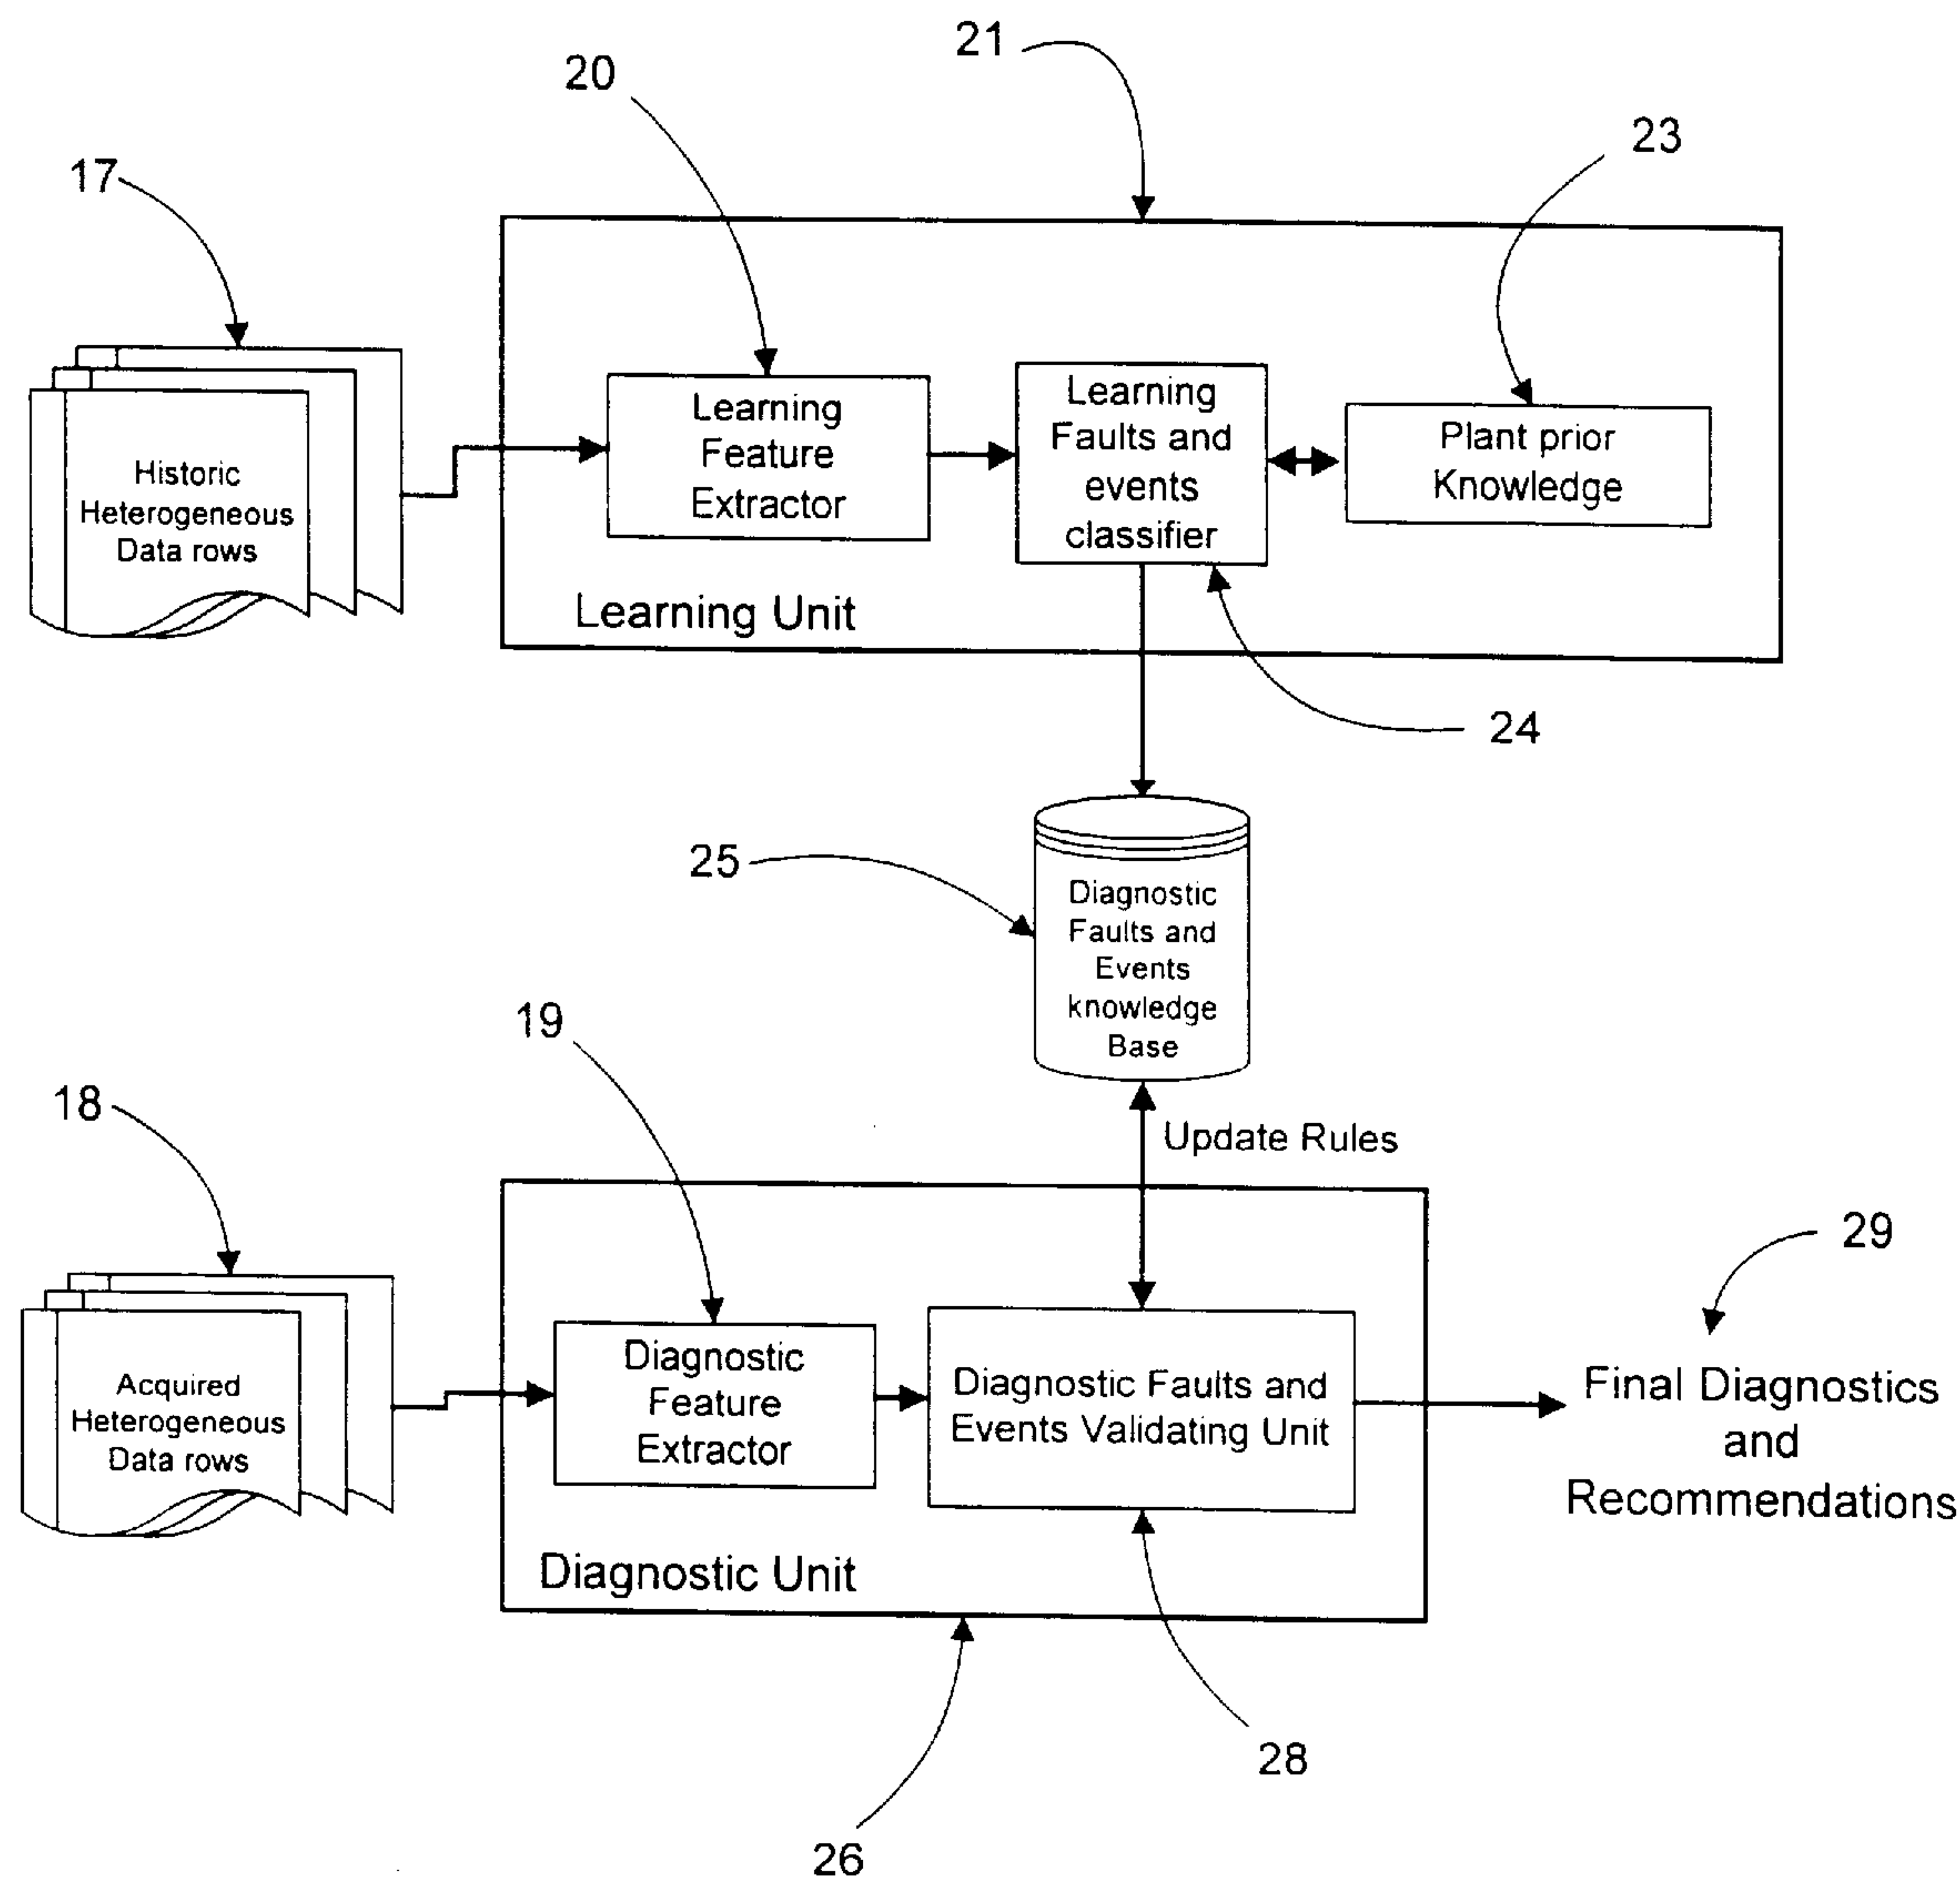 21
20
23
17
Learning
Feature
Extractor
Learning
Faults and
events
classifier
Plant prior
Knowledge
Historic
Heterogeneous
Data rows
Learning Unit
24
25
Diagnostic
Faults and
Events
knowledge
Base
19
18
Update Rules
29
Diagnostic
Feature
Extractor
Diagnostic Faults and
Events Validating Unit
Final Diagnostics
and
Recommendations
Acquired
Heterogeneous
Data rows
Diagnostic Unit
28
26